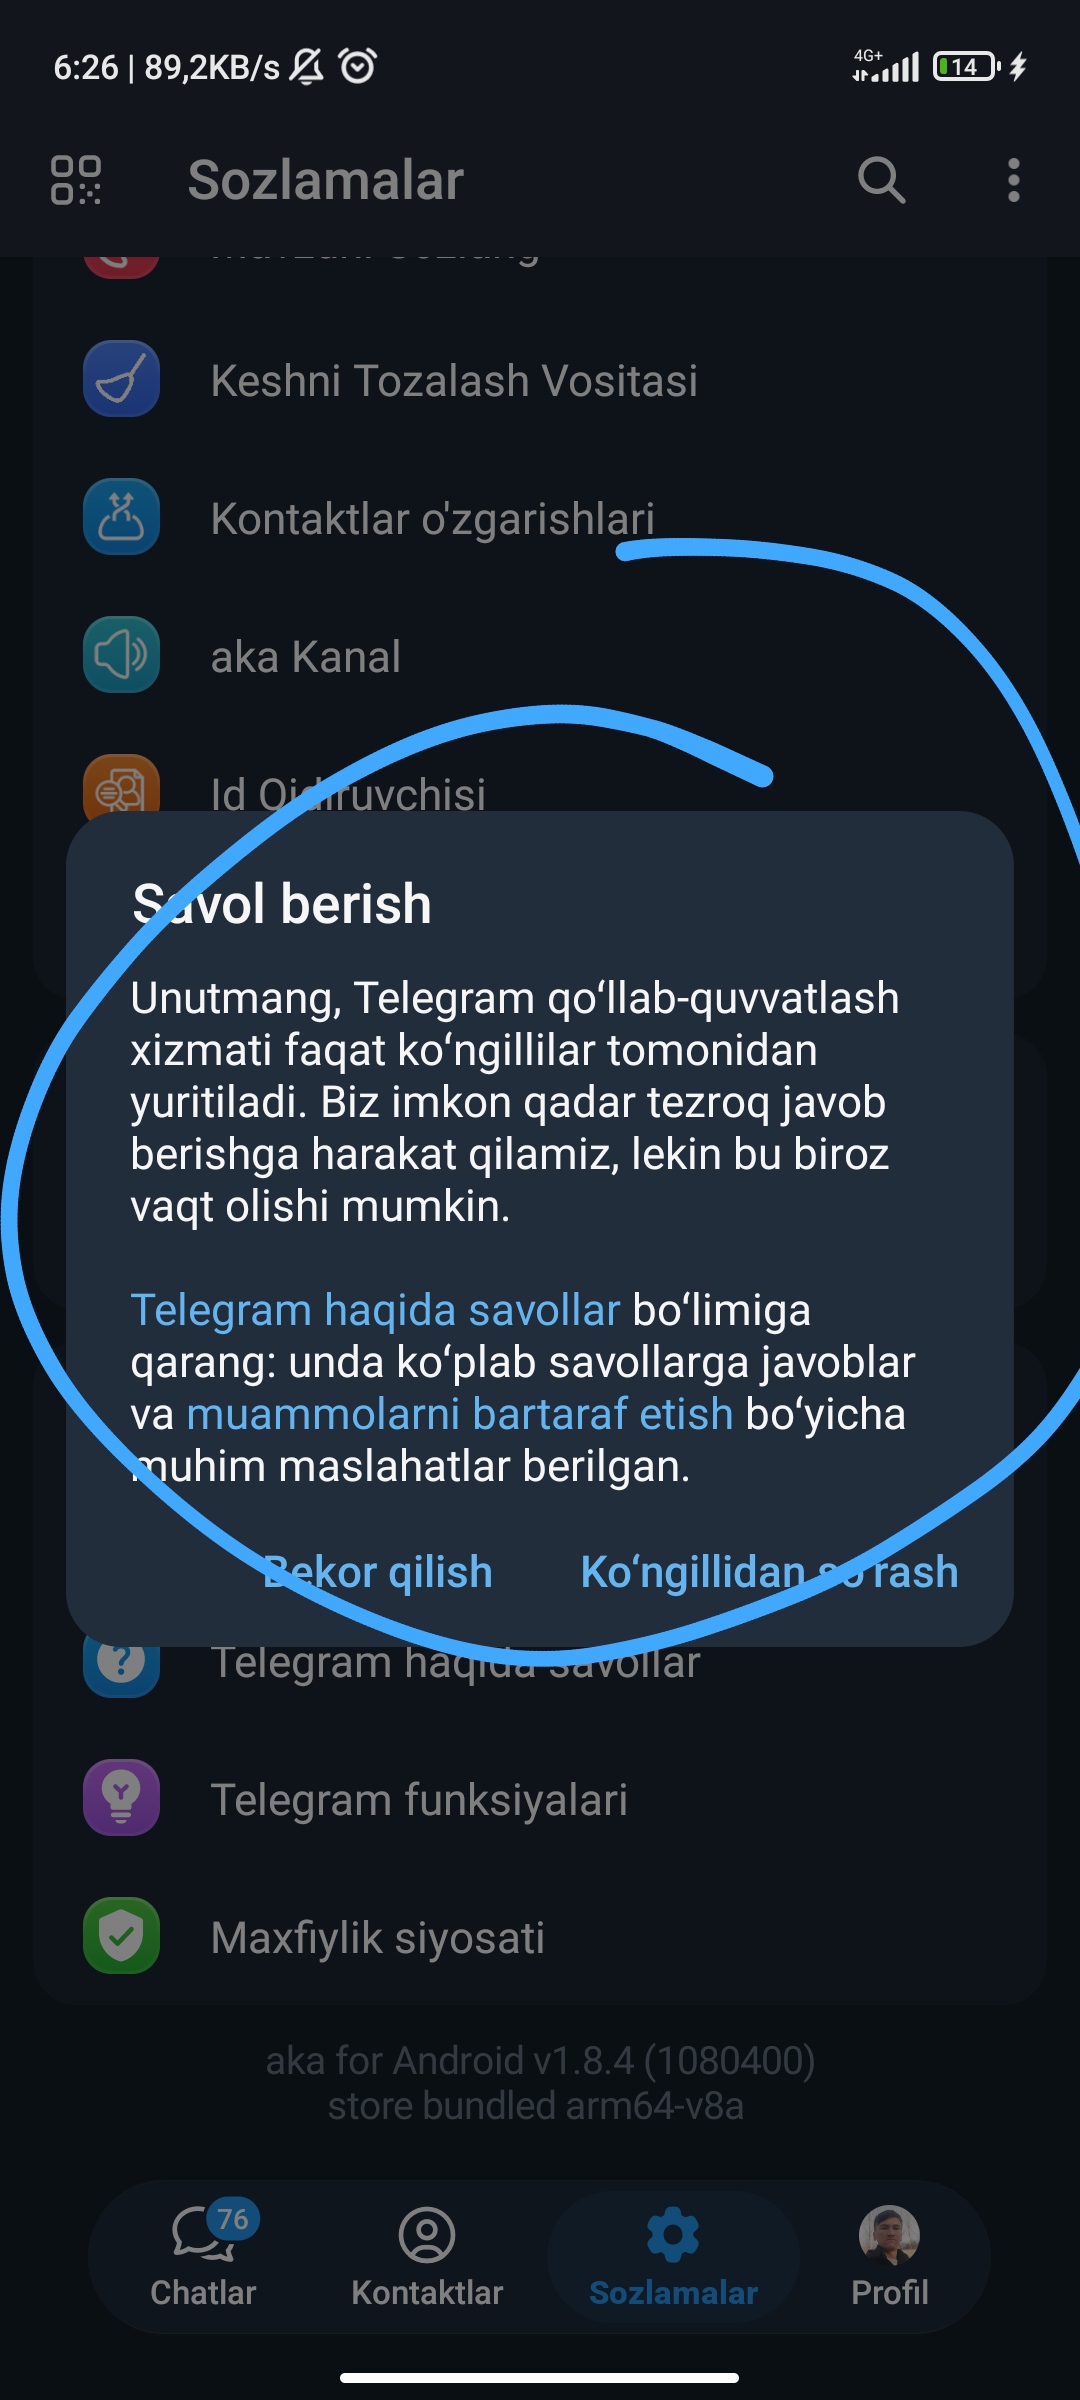 6:26 | 89,2KB/s
4G+
14
Sozlamalar
Keshni Tozalash Vositasi
Kontaktlar o'zgarishlari
aka Kanal
Id Qidiruvchisi
Savol berish
Unutmang, Telegram qo‘llab-quvvatlash
xizmati faqat ko‘ngillilar tomonidan
yuritiladi. Biz imkon qadar tezroq javob
berishga harakat qilamiz, lekin bu biroz
vaqt olishi mumkin.
Telegram haqida savollar bo‘limiga
qarang: unda ko‘plab savollarga javoblar
va muammolarni bartaraf etish bo‘yicha
muhim maslahatlar berilgan.
Bekor qilish
Ko‘ngillidan so‘rash
Telegram haqida savollar
Telegram funksiyalari
Maxfiylik siyosati
aka for Android v1.8.4 (1080400)
store bundled arm64-v8a
76
Chatlar
Kontaktlar
Sozlamalar
Profil